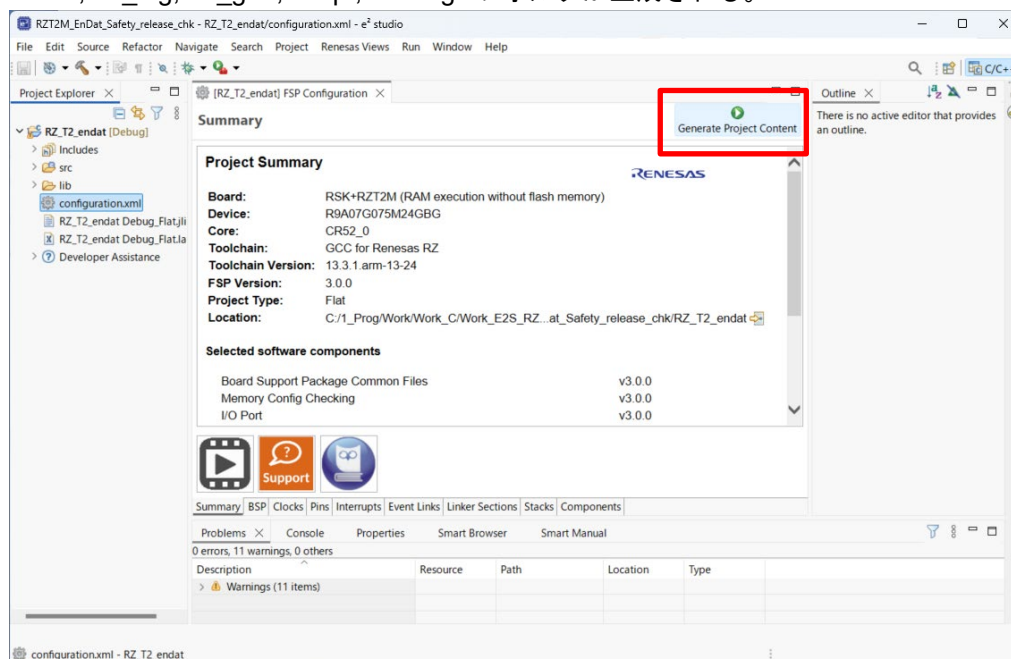 RZT2M_EnDat_Safety_release_chk - RZ_T2_endat/configuration.xml - e² studio
File Edit Source Refactor Navigate Search Project Renesas Views Run Window Help
C/C+
Project Explorer
[RZ_T2_endat] FSP Configuration
Outline
RZ_T2_endat [Debug]
Includes
src
lib
configuration.xml
RZ_T2_endat Debug_Flat.jli
RZ_T2_endat Debug_Flat.la
Developer Assistance
Summary
Generate Project Content
There is no active editor that provides
an outline.
Project Summary
RENESAS
Board: RSK+RZT2M (RAM execution without flash memory)
Device: R9A07G075M24GBG
Core: CR52_0
Toolchain: GCC for Renesas RZ
Toolchain Version: 13.3.1.arm-13-24
FSP Version: 3.0.0
Project Type: Flat
Location: C:/1_Prog/Work/Work_C/Work_E2S_RZ...at_Safety_release_chk/RZ_T2_endat
Selected software components
Board Support Package Common Files v3.0.0
Memory Config Checking v3.0.0
I/O Port v3.0.0
Support
Summary BSP Clocks Pins Interrupts Event Links Linker Sections Stacks Components
Problems Console Properties Smart Browser Smart Manual
0 errors, 11 warnings, 0 others
Description Resource Path Location Type
Warnings (11 items)
configuration.xml - RZ_T2_endat